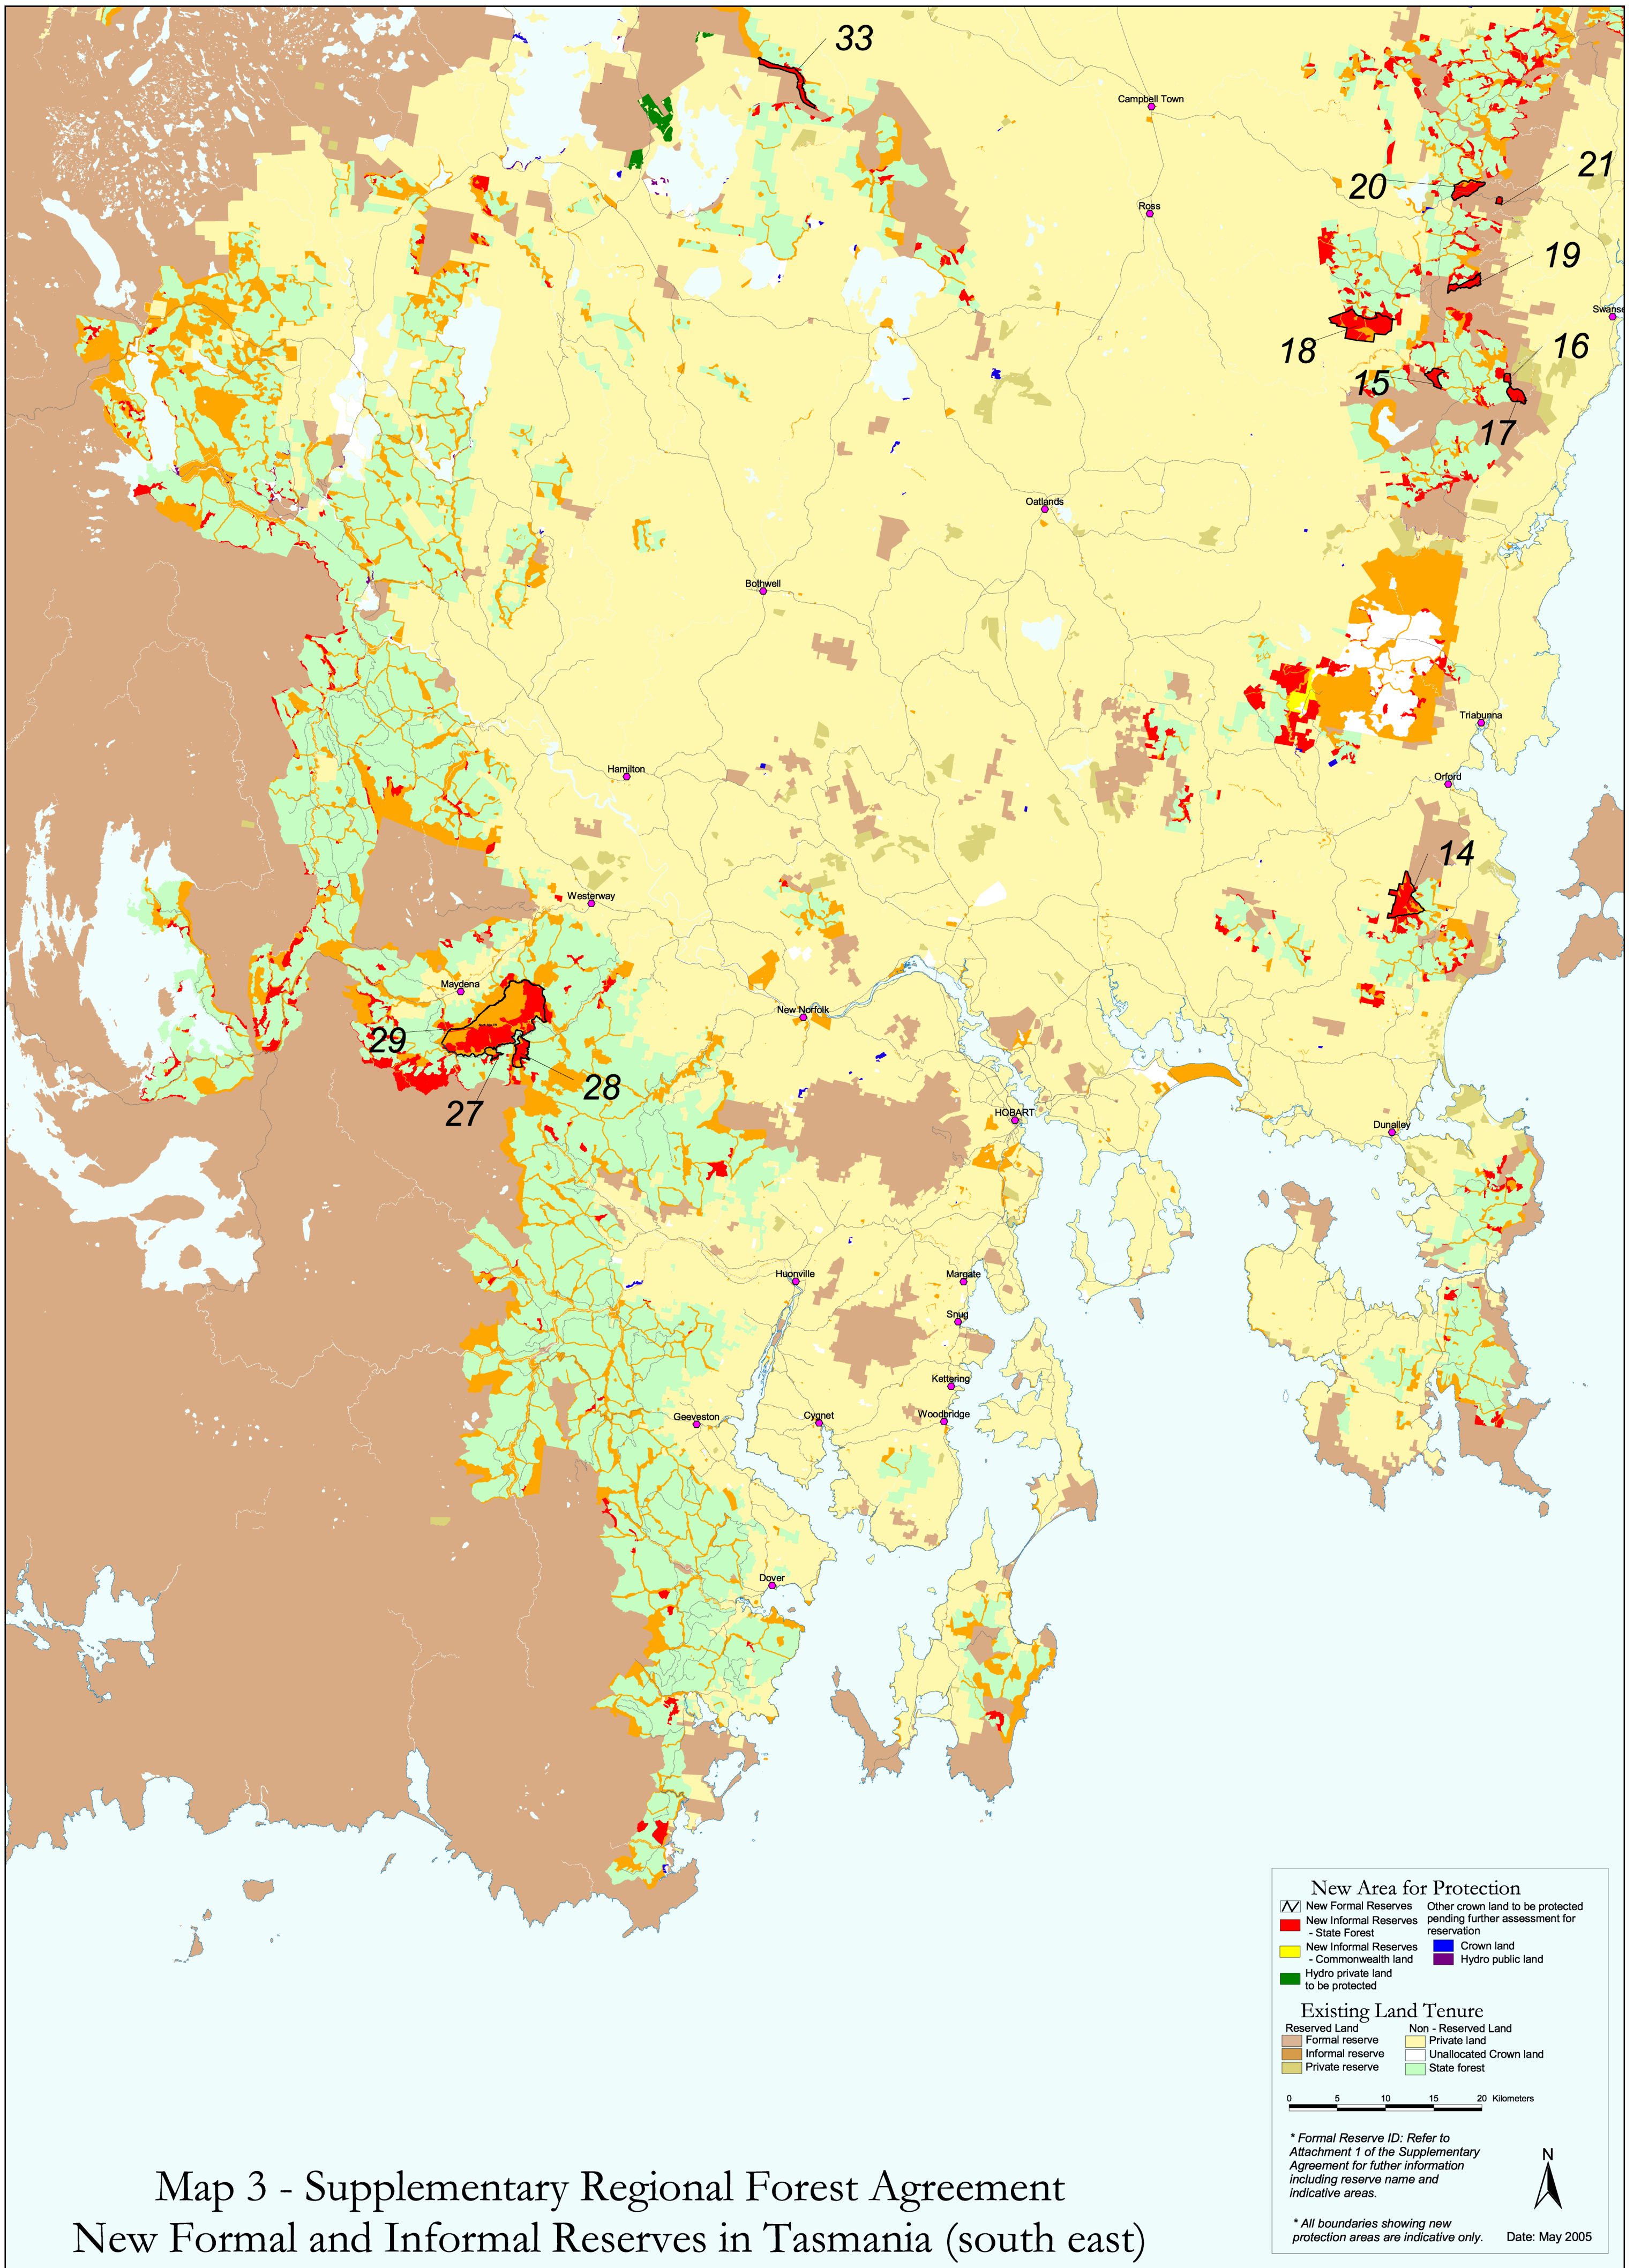 33
Campbell Town
21
20
Ross
19
Swans
18
16
15
17
Oatlands
Bothwell
Triabunna
Hamilton
Orford
14
Westerway
Maydena
New Norfolk
29
28
27
HOBART
Dunalley
Huonville
Margate
Snug
Kettering
Geeveston
Cygnet
Woodbridge
Dover
New Area for Protection
New Formal Reserves
New Informal Reserves
- State Forest
New Informal Reserves
- Commonwealth land
Hydro private land
to be protected
Other crown land to be protected
pending further assessment for
reservation
Crown land
Hydro public land
Existing Land Tenure
Reserved Land
Formal reserve
Informal reserve
Private reserve
Non - Reserved Land
Private land
Unallocated Crown land
State forest
0 5 10 15 20 Kilometers
* Formal Reserve ID: Refer to
Attachment 1 of the Supplementary
Agreement for futher information
including reserve name and
indicative areas.
N
* All boundaries showing new
protection areas are indicative only.
Date: May 2005
Map 3 - Supplementary Regional Forest Agreement
New Formal and Informal Reserves in Tasmania (south east)